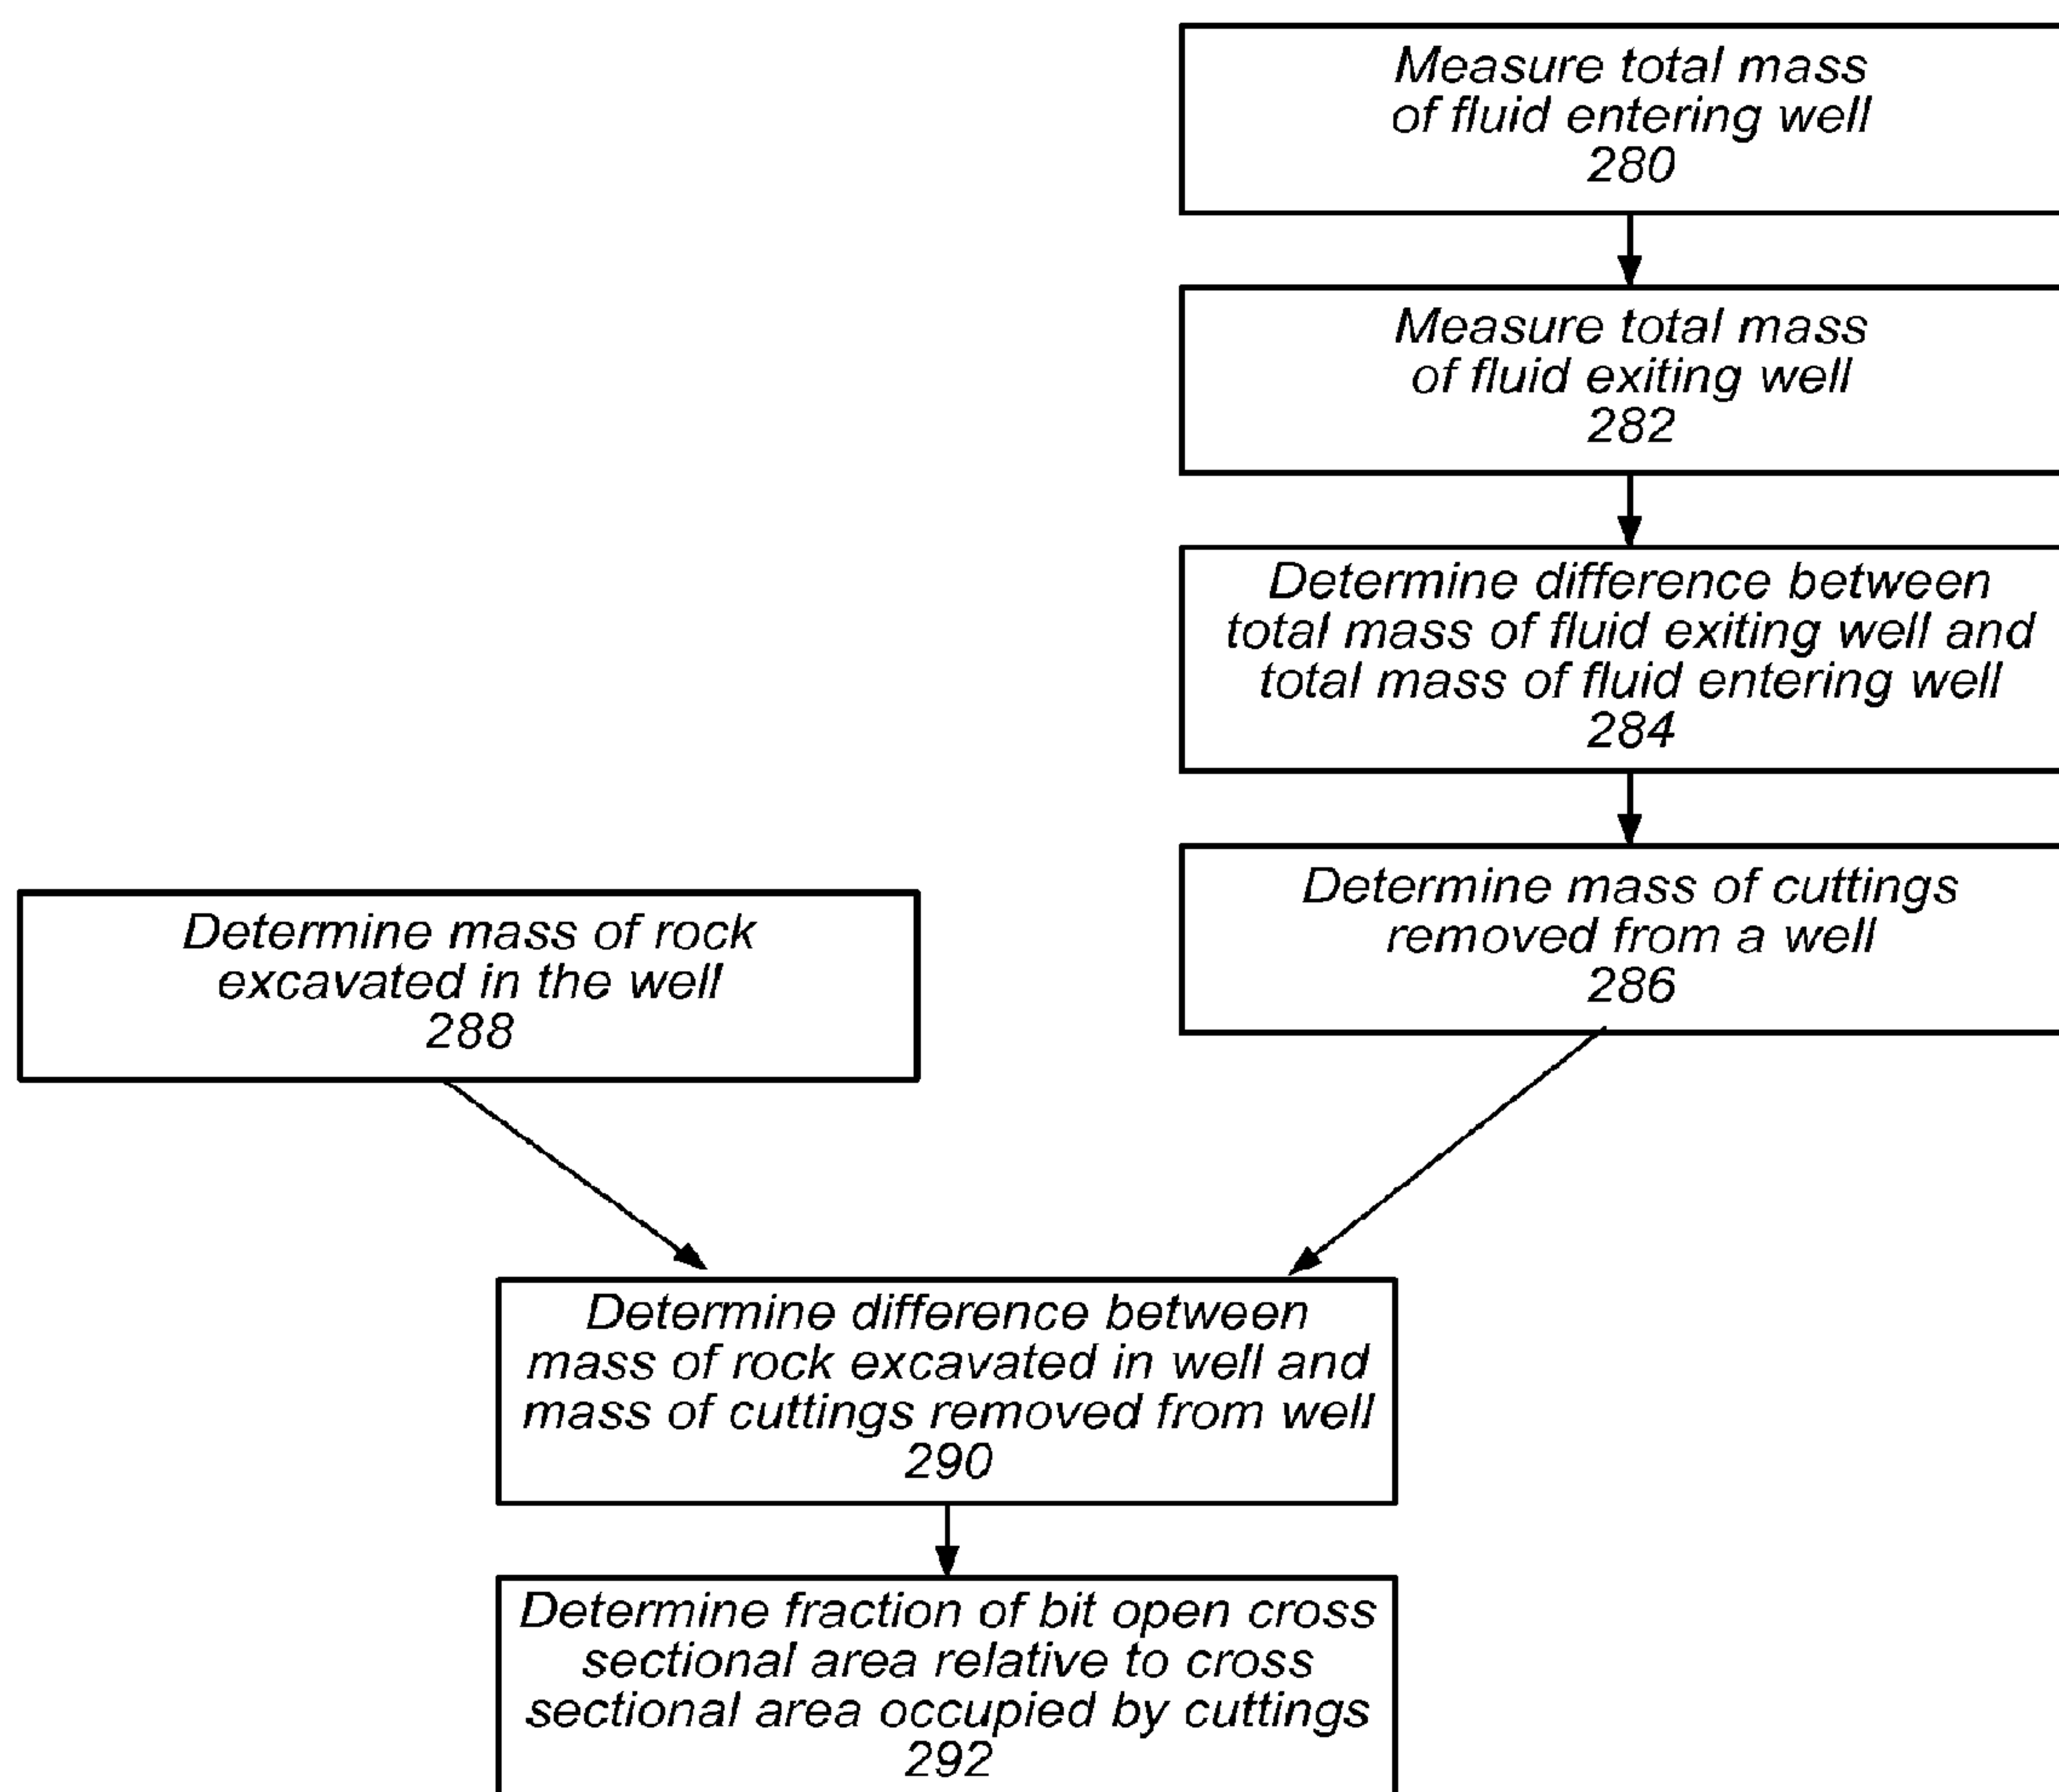 Measure total mass
of fluid entering well
280
Measure total mass
of fluid exiting well
282
Determine difference between
total mass of fluid exiting well and
total mass of fluid entering well
284
Determine mass of cuttings
removed from a well
286
Determine mass of rock
excavated in the well
288
Determine difference between
mass of rock excavated in well and
mass of cuttings removed from well
290
Determine fraction of bit open cross
sectional area relative to cross
sectional area occupied by cuttings
292